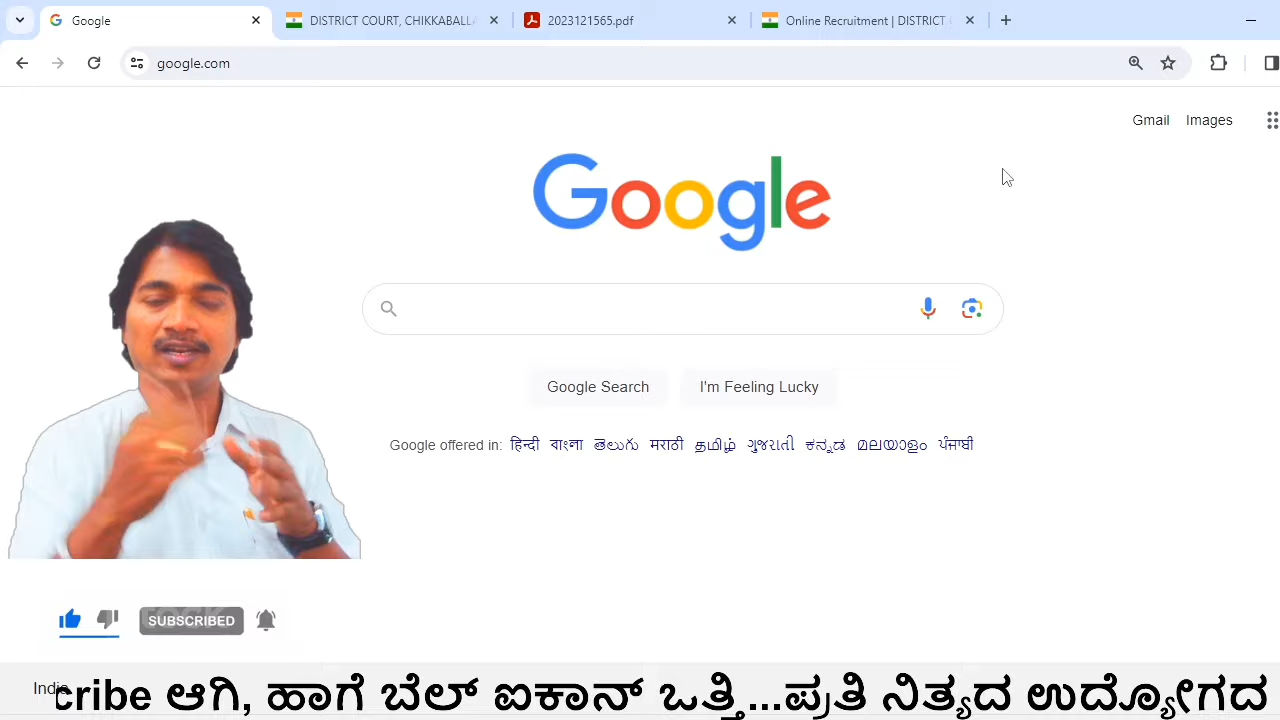 Google
DISTRICT COURT, CHIKKABALLA
2023121565.pdf
Online Recruitment | DISTRICT
google.com
Gmail Images
Google
Google Search I'm Feeling Lucky
Google offered in: हिन्दी বাংলা తెలుగు मराठी தமிழ் ગુજરાતી ಕನ್ನಡ മലയാളം ਪੰਜਾਬੀ
SUBSCRIBED
India
cribe ಆಗಿ, ಹಾಗೆ ಬೆಲ್ ಐಕಾನ್ ಒತ್ತಿ...ಪ್ರತಿ ನಿತ್ಯದ ಉದ್ಯೋಗದ